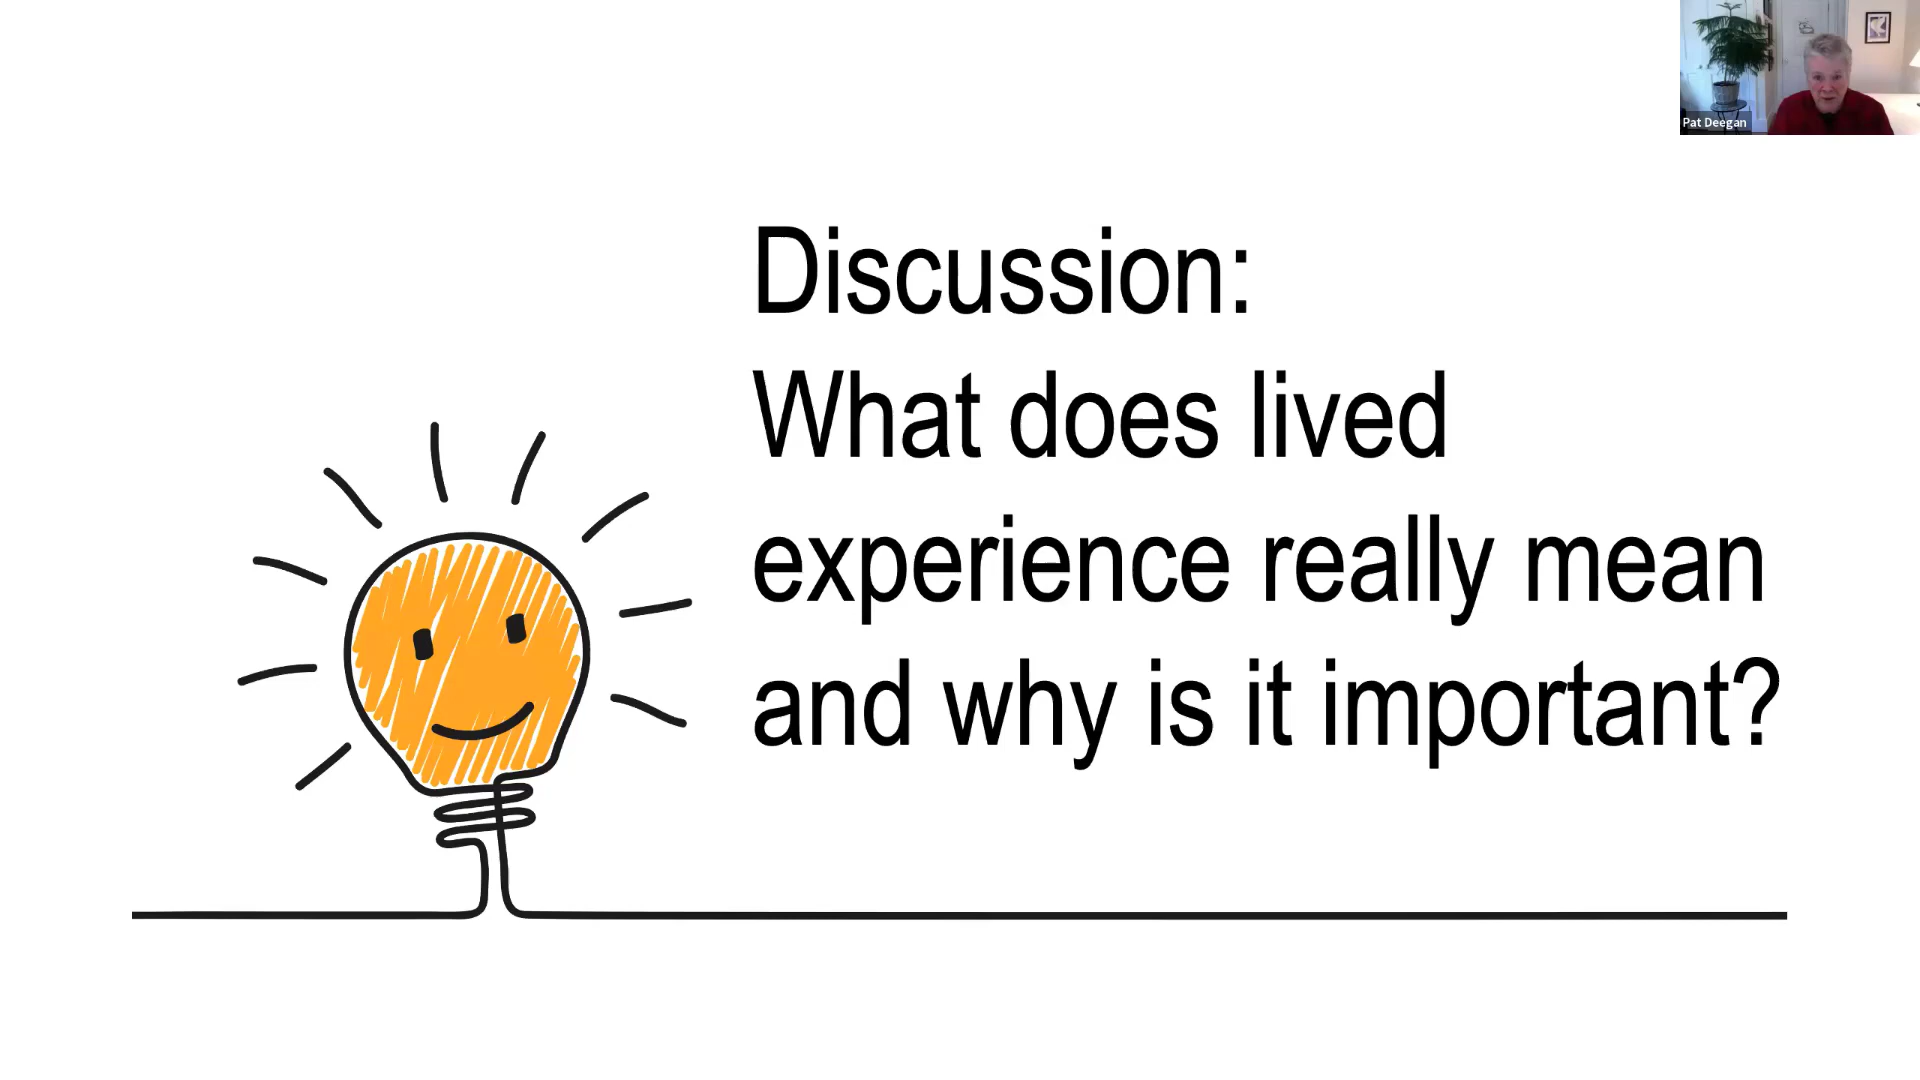 Pat Deegan
Discussion:
What does lived
experience really mean
and why is it important?